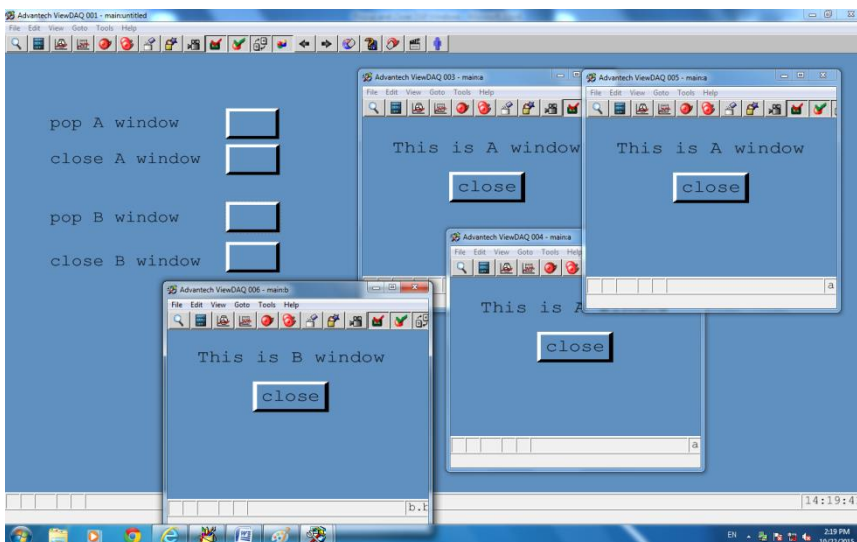 Advantech ViewDAQ 001 - main:untitled
File Edit View Goto Tools Help
pop A window
close A window
pop B window
close B window
Advantech ViewDAQ 003 - main:a
File Edit View Goto Tools Help
This is A window
close
Advantech ViewDAQ 005 - main:a
File Edit View Goto Tools Help
This is A window
close
a
Advantech ViewDAQ 004 - main:a
File Edit View Goto Tools Help
This is A
close
a
Advantech ViewDAQ 006 - main:b
File Edit View Goto Tools Help
This is B window
close
b.b
14:19:4
EN
2:19 PM
10/22/2015